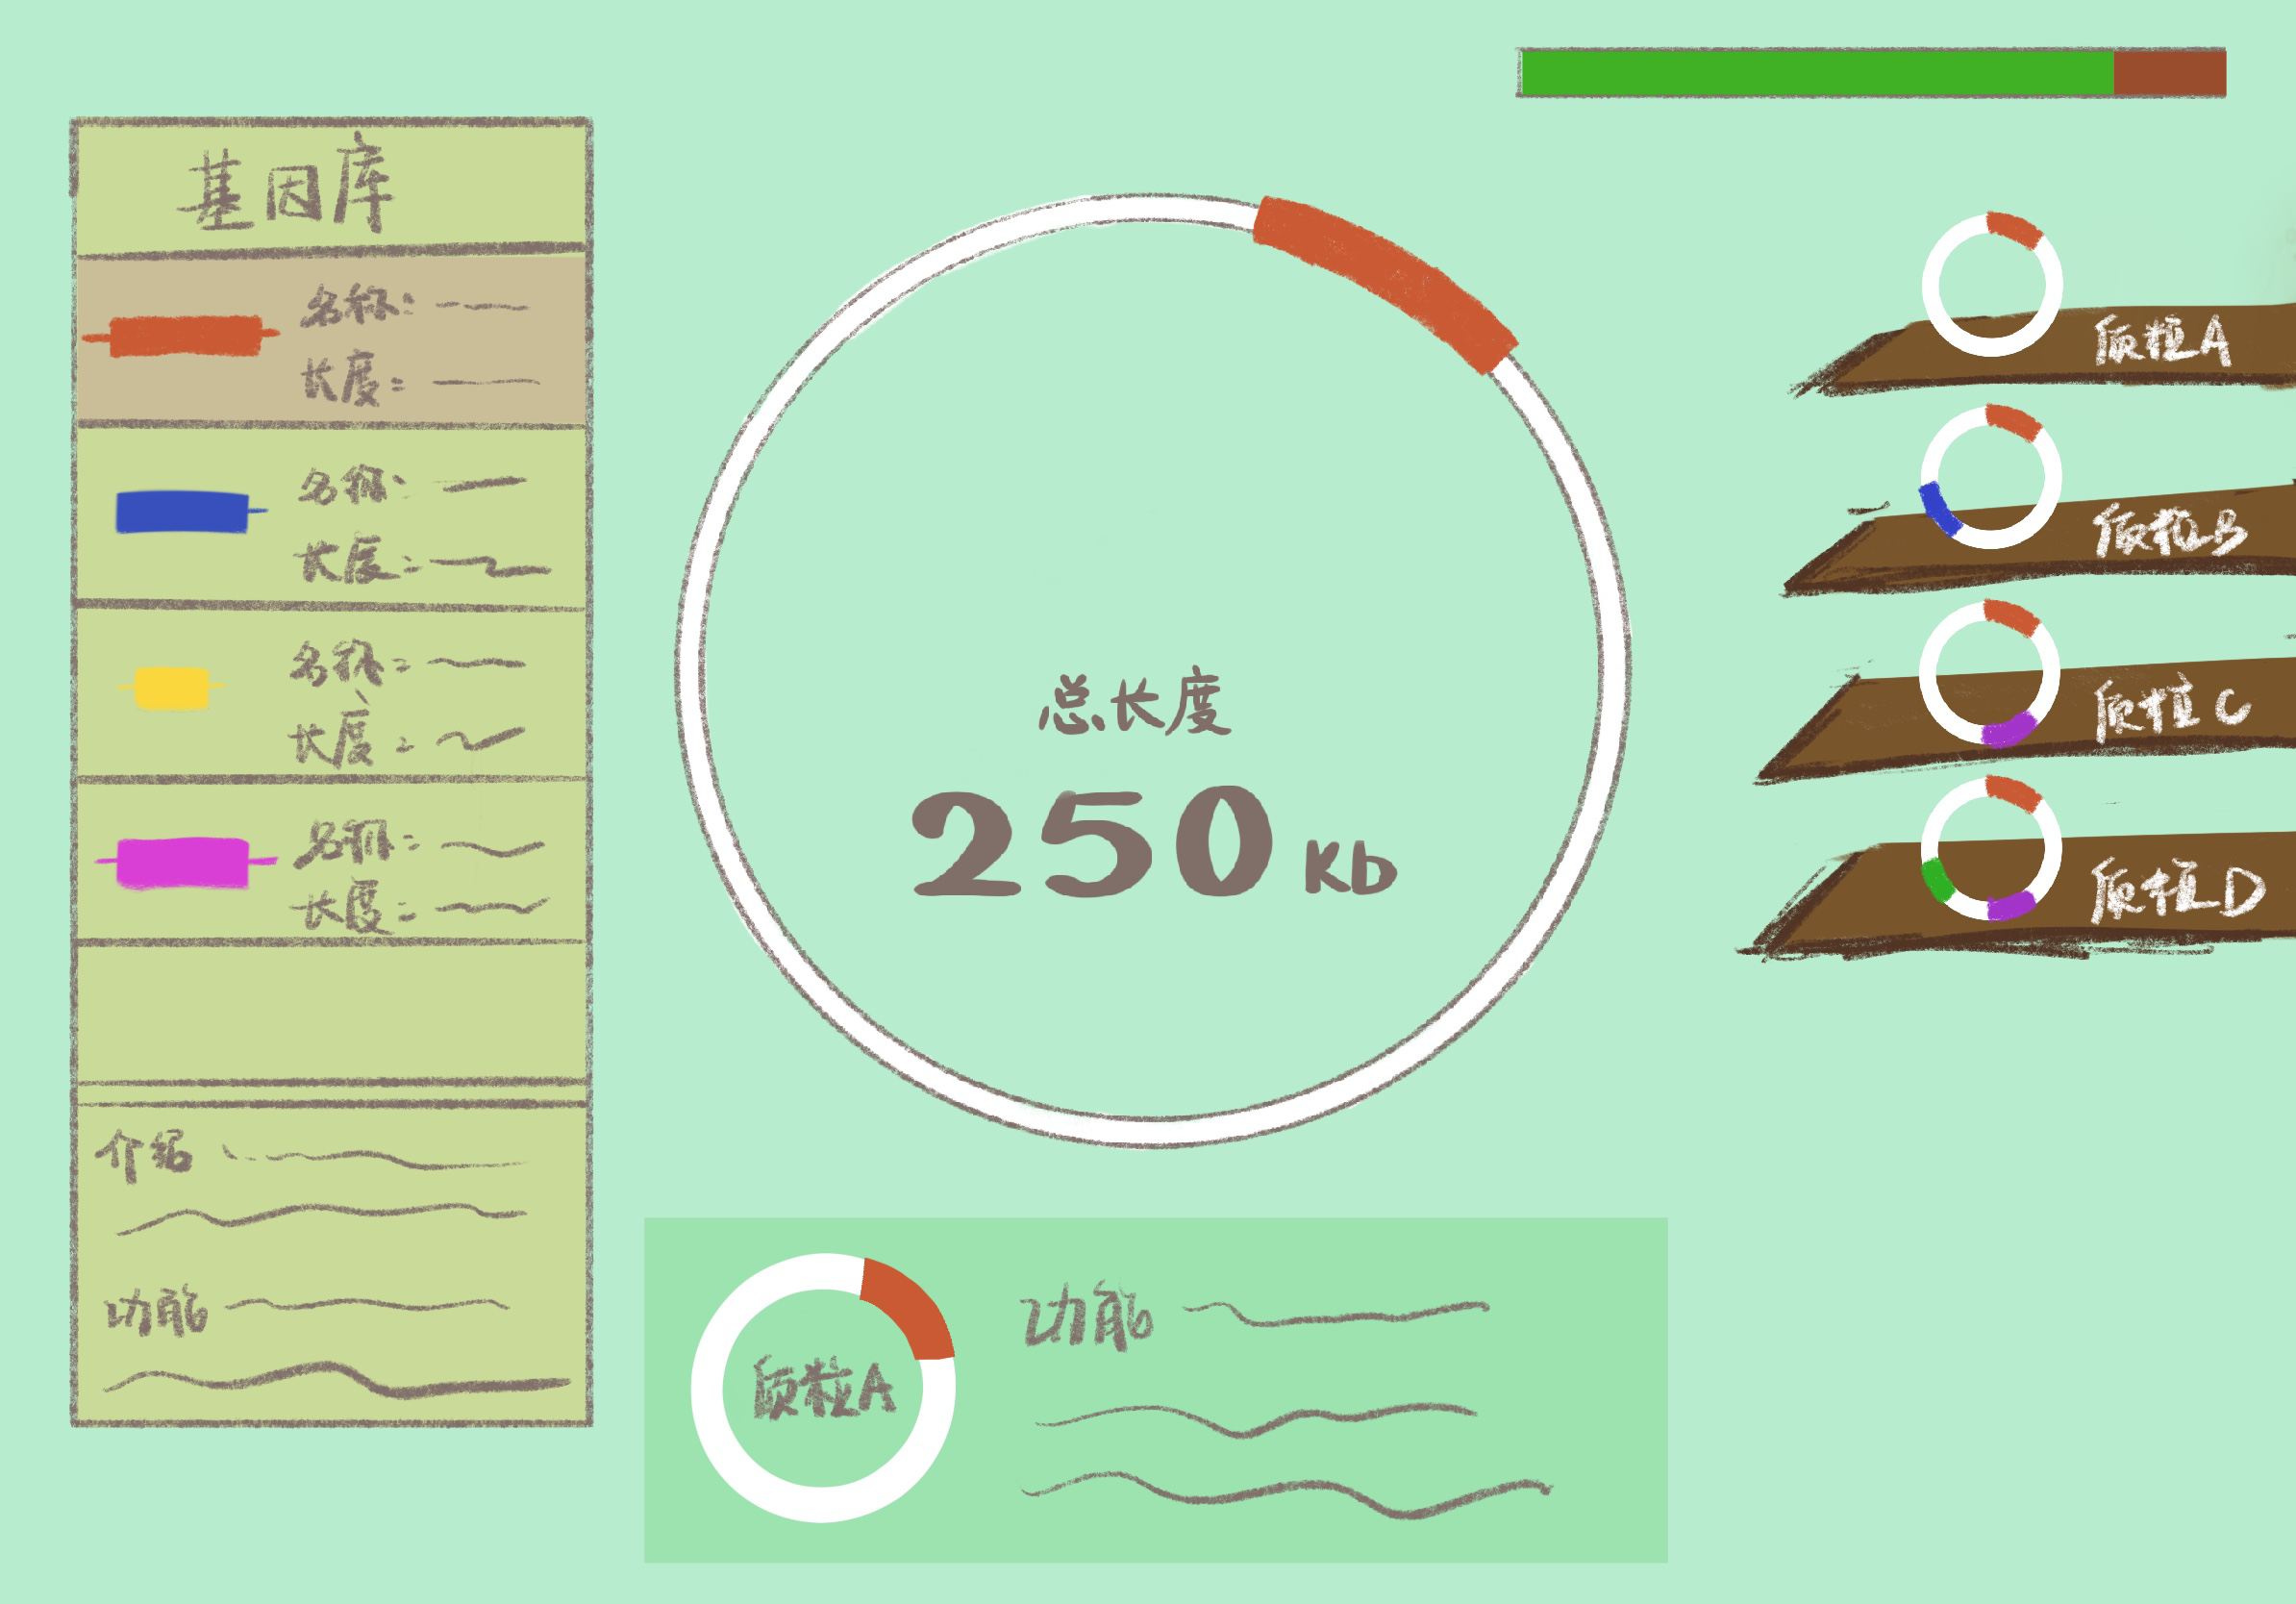 基因库
名称:
长度:
名称:
长度:
名称:
长度:
名称:
长度:
介绍
功能
总长度
250 Kb
质粒A
功能
质粒A
质粒B
质粒C
质粒D